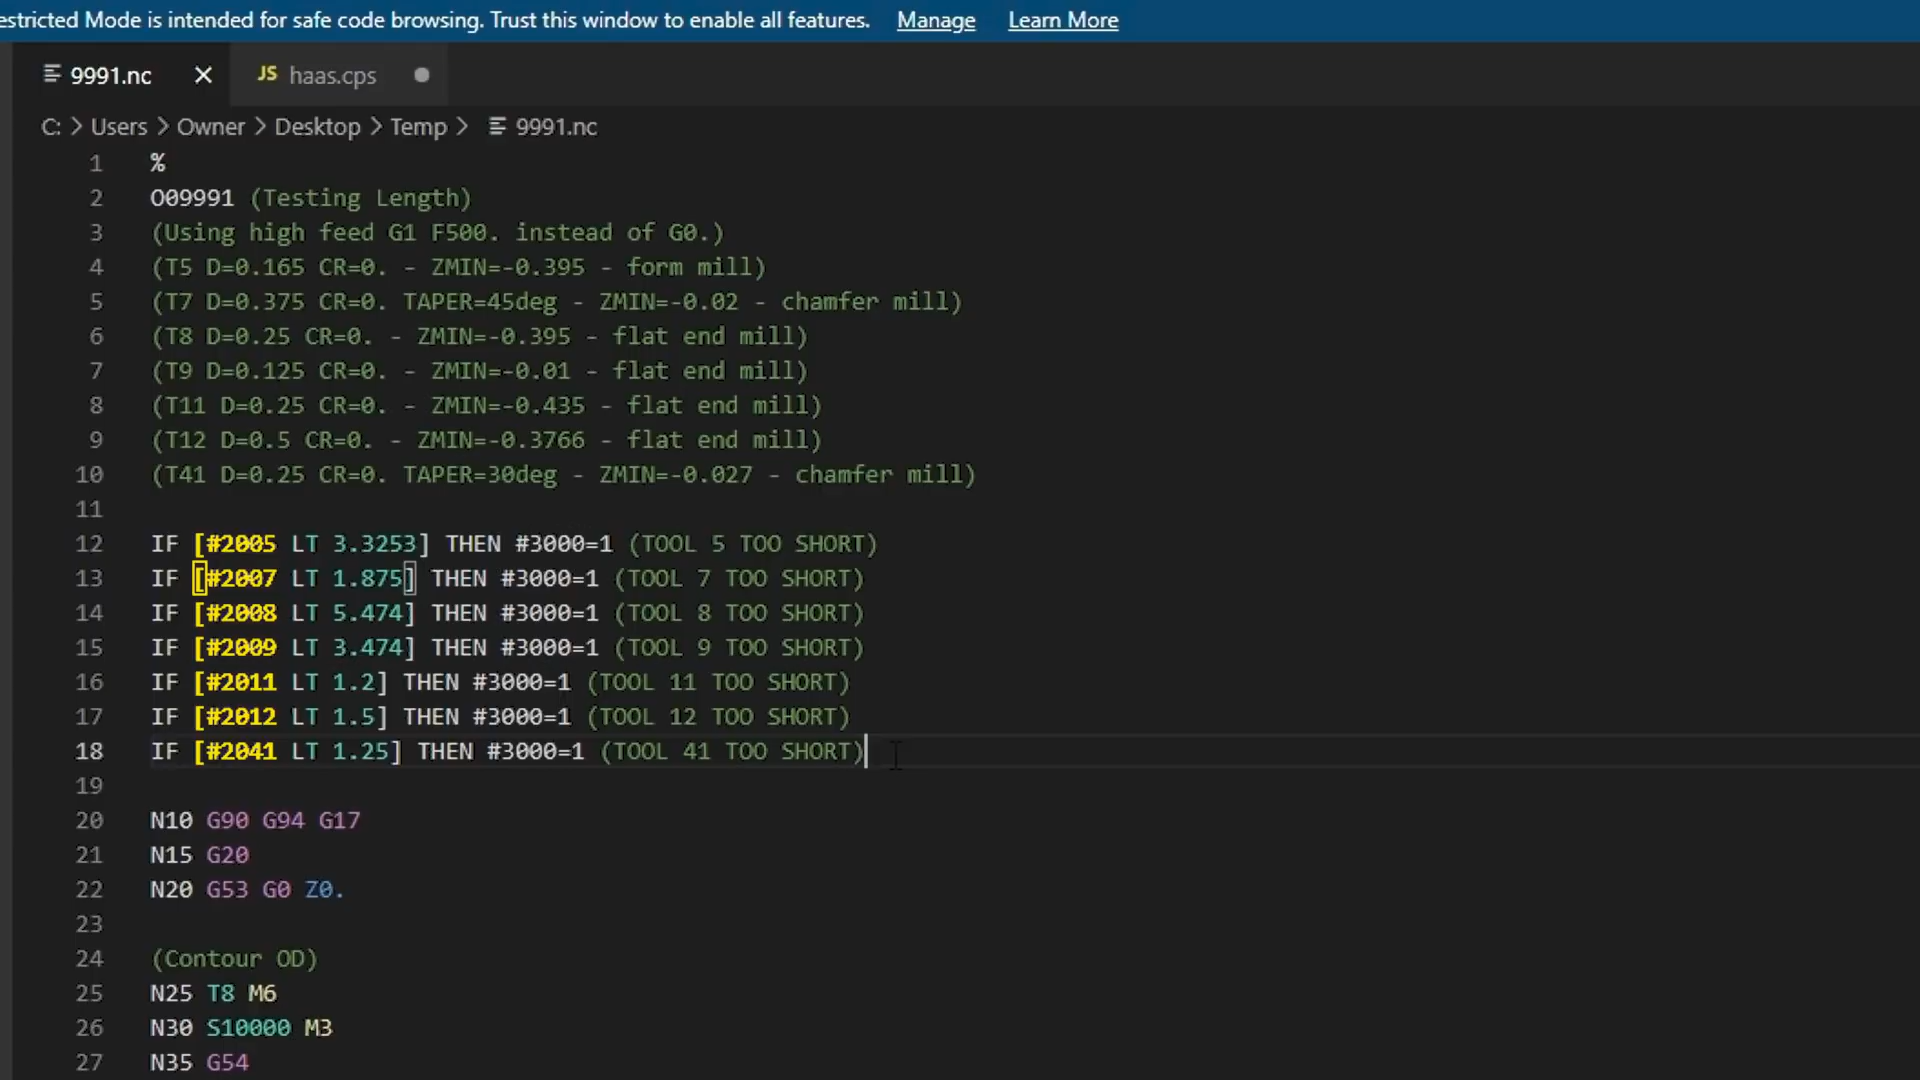 estricted Mode is intended for safe code browsing. Trust this window to enable all features. Manage Learn More
9991.nc JS haas.cps
C: > Users > Owner > Desktop > Temp > 9991.nc
1 %
2 O09991 (Testing Length)
3 (Using high feed G1 F500. instead of G0.)
4 (T5 D=0.165 CR=0. - ZMIN=-0.395 - form mill)
5 (T7 D=0.375 CR=0. TAPER=45deg - ZMIN=-0.02 - chamfer mill)
6 (T8 D=0.25 CR=0. - ZMIN=-0.395 - flat end mill)
7 (T9 D=0.125 CR=0. - ZMIN=-0.01 - flat end mill)
8 (T11 D=0.25 CR=0. - ZMIN=-0.435 - flat end mill)
9 (T12 D=0.5 CR=0. - ZMIN=-0.3766 - flat end mill)
10 (T41 D=0.25 CR=0. TAPER=30deg - ZMIN=-0.027 - chamfer mill)
11
12 IF [#2005 LT 3.3253] THEN #3000=1 (TOOL 5 TOO SHORT)
13 IF [#2007 LT 1.875] THEN #3000=1 (TOOL 7 TOO SHORT)
14 IF [#2008 LT 5.474] THEN #3000=1 (TOOL 8 TOO SHORT)
15 IF [#2009 LT 3.474] THEN #3000=1 (TOOL 9 TOO SHORT)
16 IF [#2011 LT 1.2] THEN #3000=1 (TOOL 11 TOO SHORT)
17 IF [#2012 LT 1.5] THEN #3000=1 (TOOL 12 TOO SHORT)
18 IF [#2041 LT 1.25] THEN #3000=1 (TOOL 41 TOO SHORT)
19
20 N10 G90 G94 G17
21 N15 G20
22 N20 G53 G0 Z0.
23
24 (Contour OD)
25 N25 T8 M6
26 N30 S10000 M3
27 N35 G54